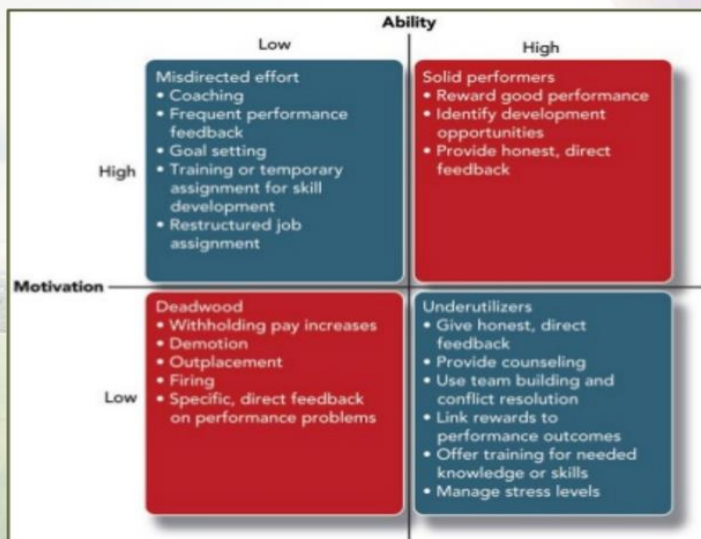 Ability
Low
High
Misdirected effort
• Coaching
• Frequent performance
feedback
• Goal setting
• Training or temporary
assignment for skill
development
• Restructured job
assignment
Solid performers
• Reward good performance
• Identify development
opportunities
• Provide honest, direct
feedback
High
Motivation
Deadwood
• Withholding pay increases
• Demotion
• Outplacement
• Firing
• Specific, direct feedback
on performance problems
Underutilizers
• Give honest, direct
feedback
• Provide counseling
• Use team building and
conflict resolution
• Link rewards to
performance outcomes
• Offer training for needed
knowledge or skills
• Manage stress levels
Low